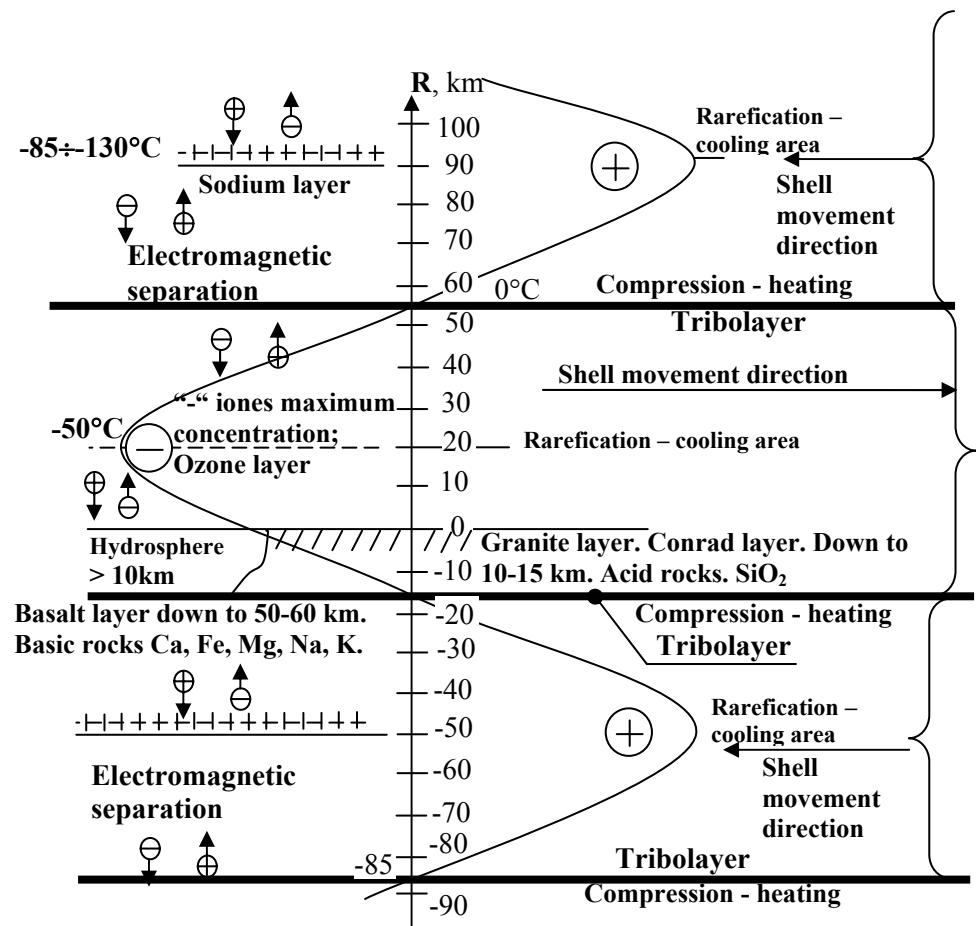 R, km
100
90
80
70
60
50
40
30
20
10
0
-10
-20
-30
-40
-50
-60
-70
-80
-85
-90
-85÷-130°C
Sodium layer
Electromagnetic
separation
Rarefication –
cooling area
Shell
movement
direction
0°C
Compression - heating
Tribolayer
Shell movement direction
-50°C
“-“ iones maximum
concentration;
Ozone layer
Rarefication – cooling area
Hydrosphere
> 10km
Granite layer. Conrad layer. Down to
10-15 km. Acid rocks. SiO₂
Basalt layer down to 50-60 km.
Basic rocks Ca, Fe, Mg, Na, K.
Compression - heating
Tribolayer
Rarefication –
cooling area
Shell
movement
direction
Electromagnetic
separation
Tribolayer
Compression - heating